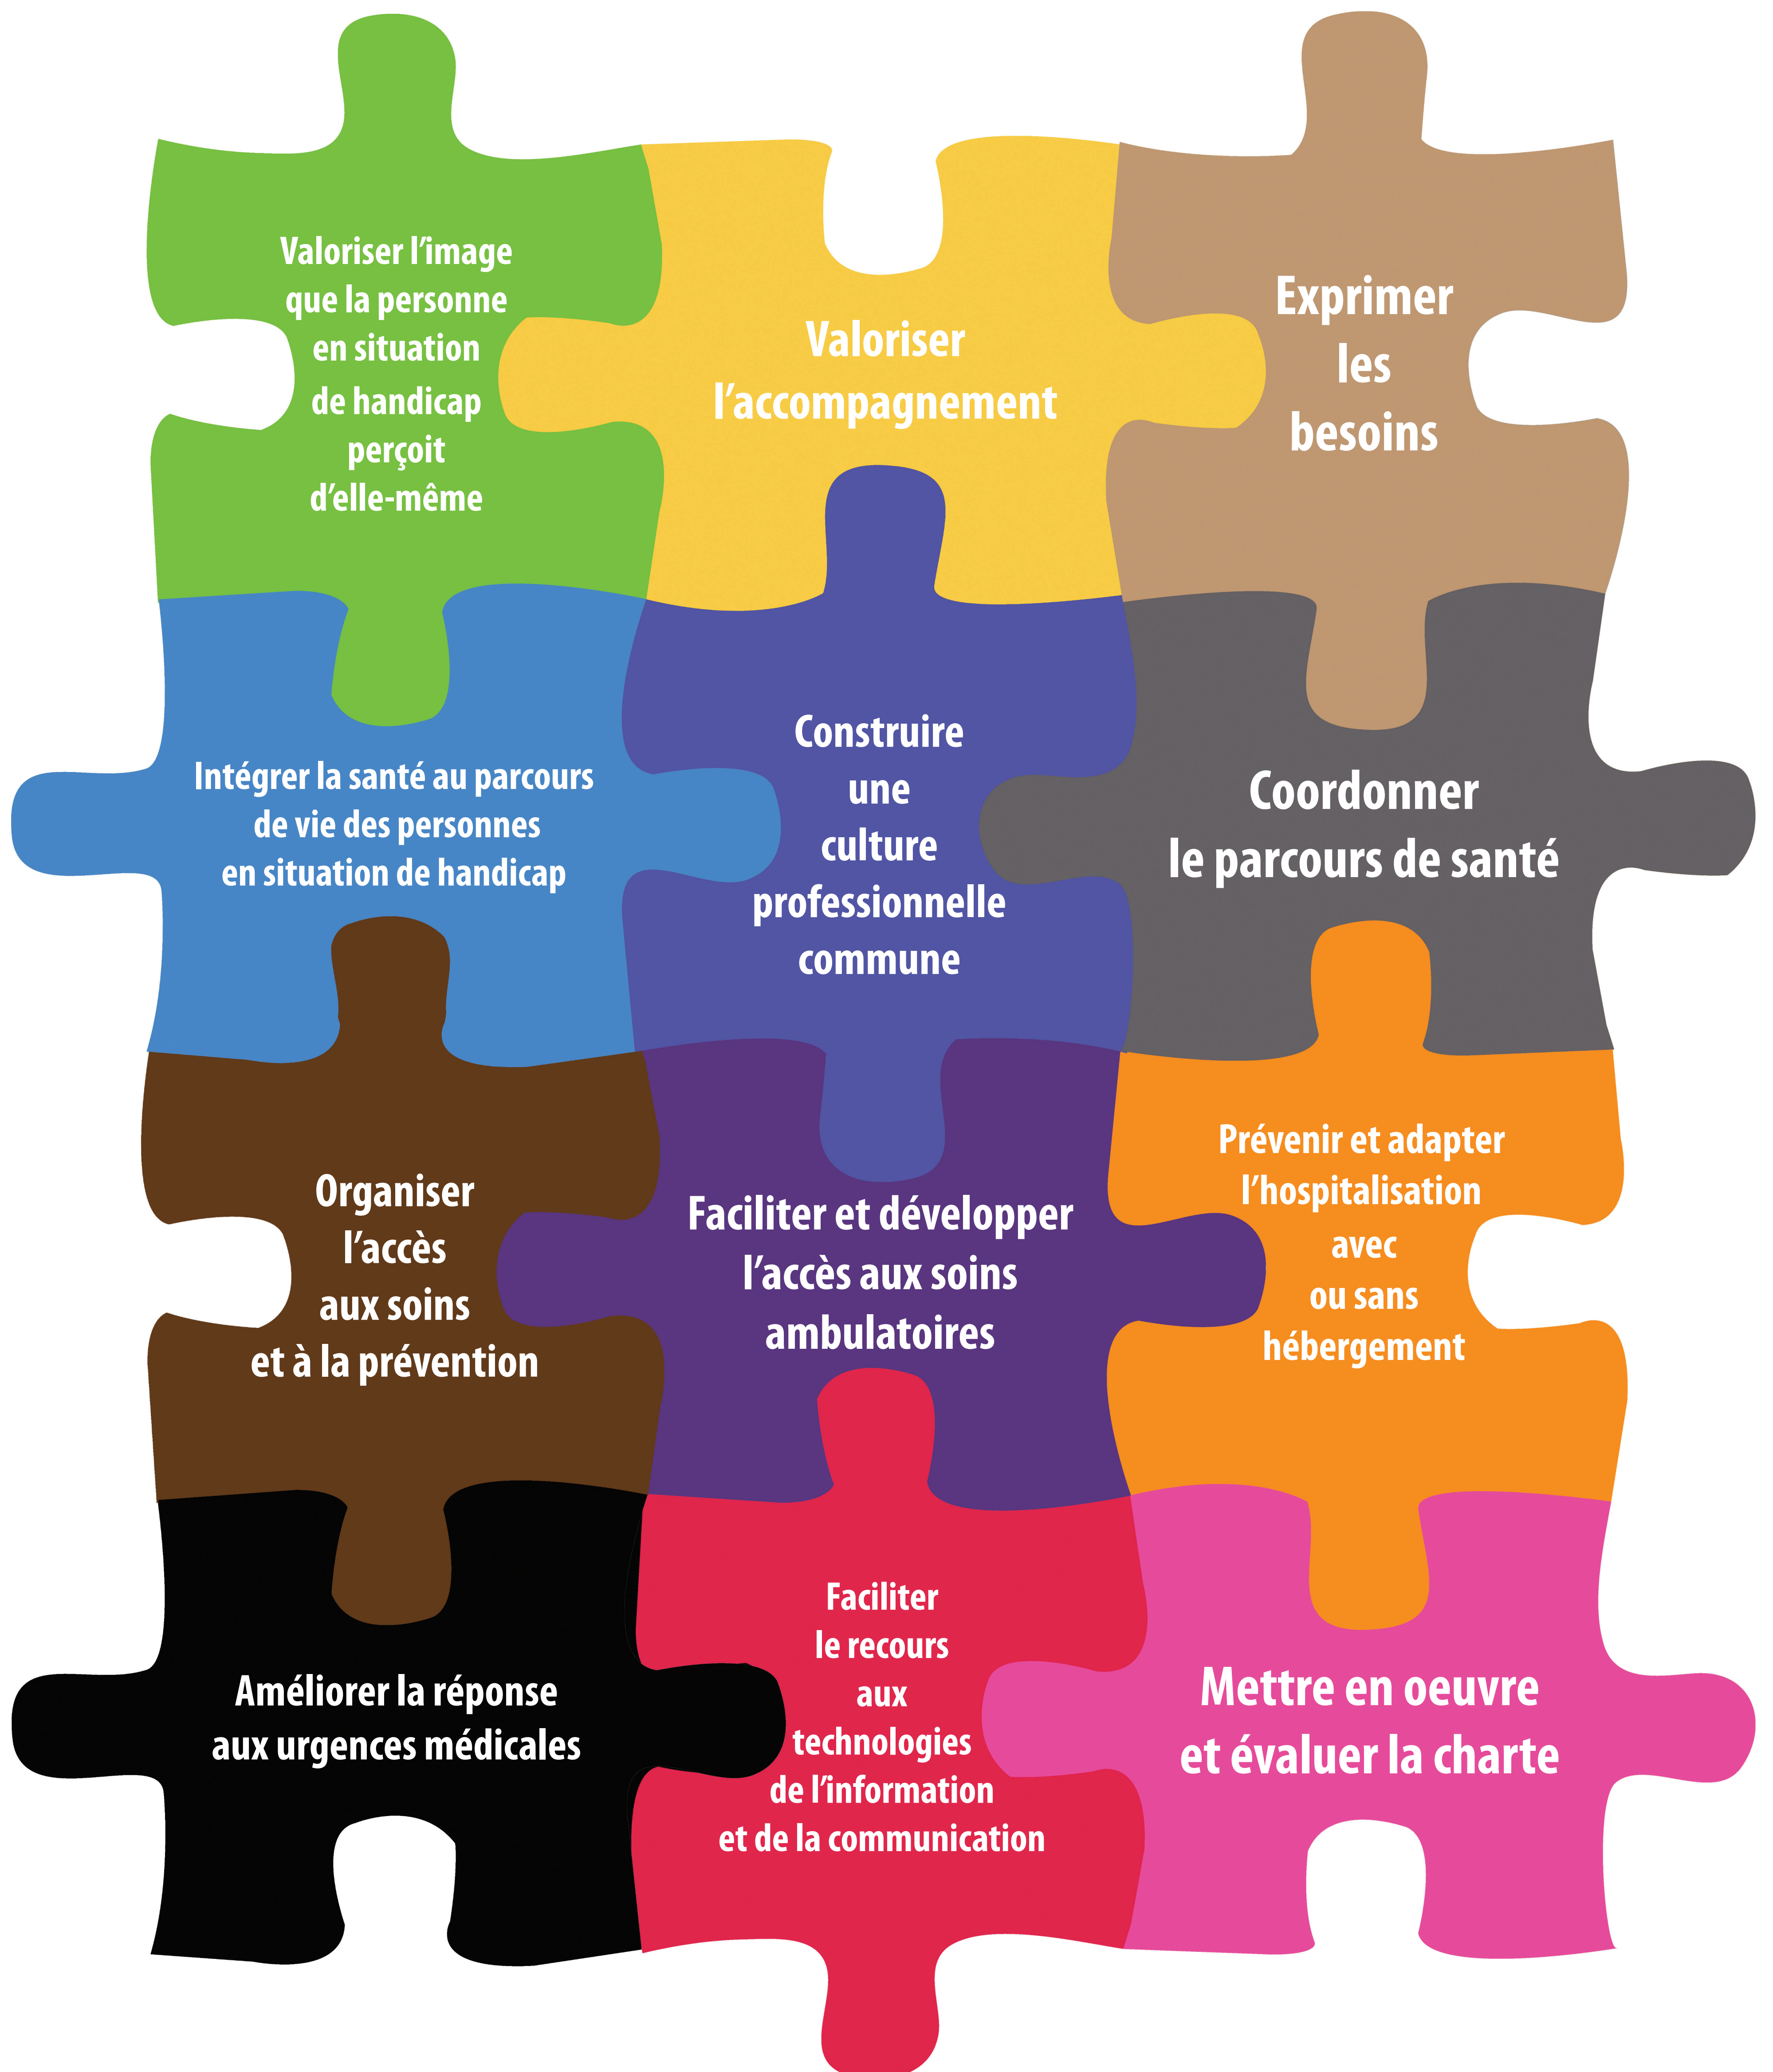 Valoriser l'image
que la personne
en situation
de handicap
perçoit
d'elle-même
Valoriser
l'accompagnement
Exprimer
les
besoins
Intégrer la santé au parcours
de vie des personnes
en situation de handicap
Construire
une
culture
professionnelle
commune
Coordonner
le parcours de santé
Organiser
l'accès
aux soins
et à la prévention
Faciliter et développer
l'accès aux soins
ambulatoires
Prévenir et adapter
l'hospitalisation
avec
ou sans
hébergement
Améliorer la réponse
aux urgences médicales
Faciliter
le recours
aux
technologies
de l'information
et de la communication
Mettre en oeuvre
et évaluer la charte